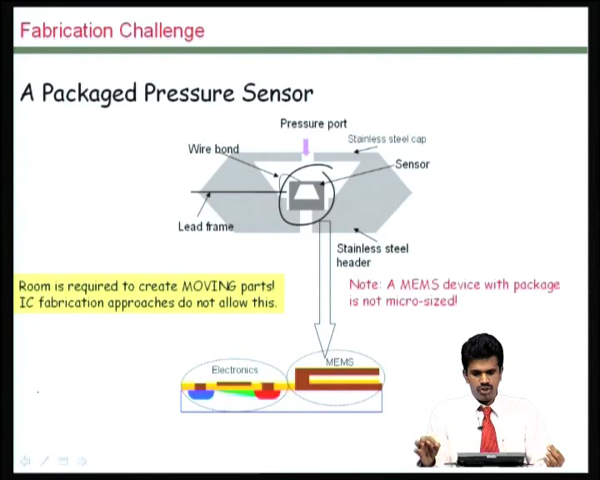 Fabrication Challenge
A Packaged Pressure Sensor
Pressure port
Stainless steel cap
Wire bond
Sensor
Lead frame
Stainless steel
header
Room is required to create MOVING parts!
IC fabrication approaches do not allow this.
Note: A MEMS device with package
is not micro-sized!
Electronics
MEMS